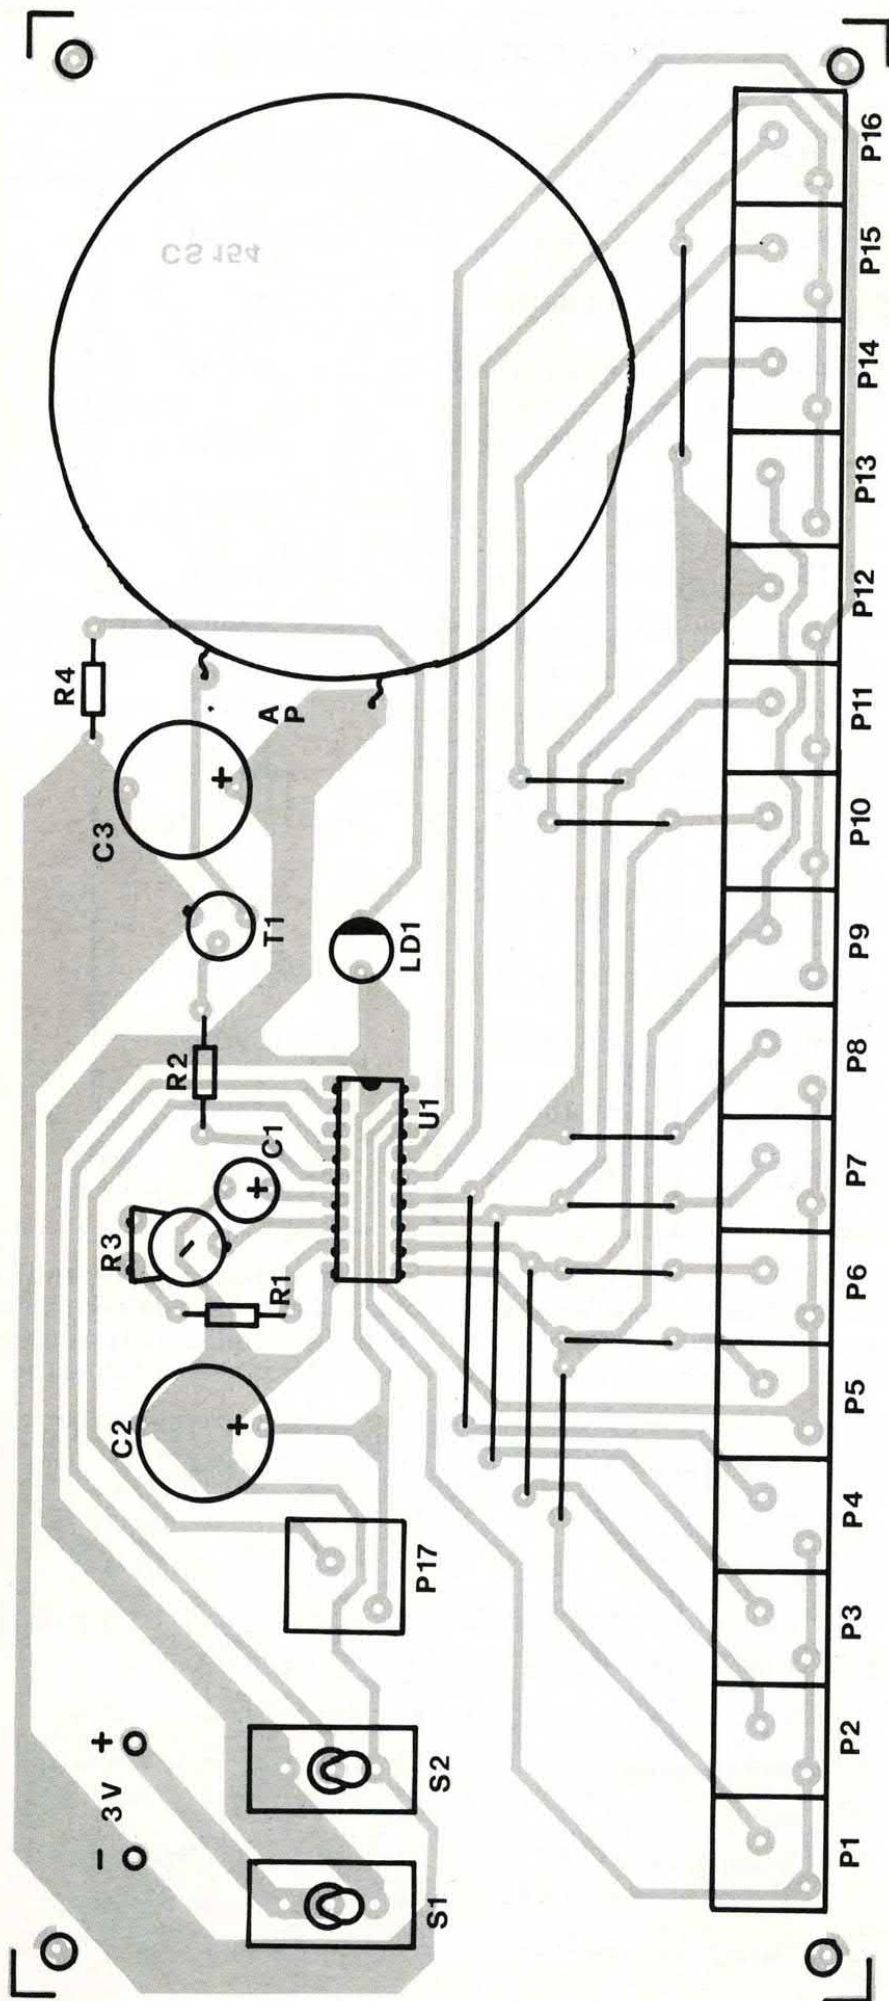 CS 154
P16
P15
P14
P13
P12
P11
P10
P9
P8
P7
P6
P5
P4
P3
P2
P1
R4
AP
C3
+
T1
LD1
R2
U1
C1
+
R3
R1
C2
+
P17
+
3V
-
S2
S1